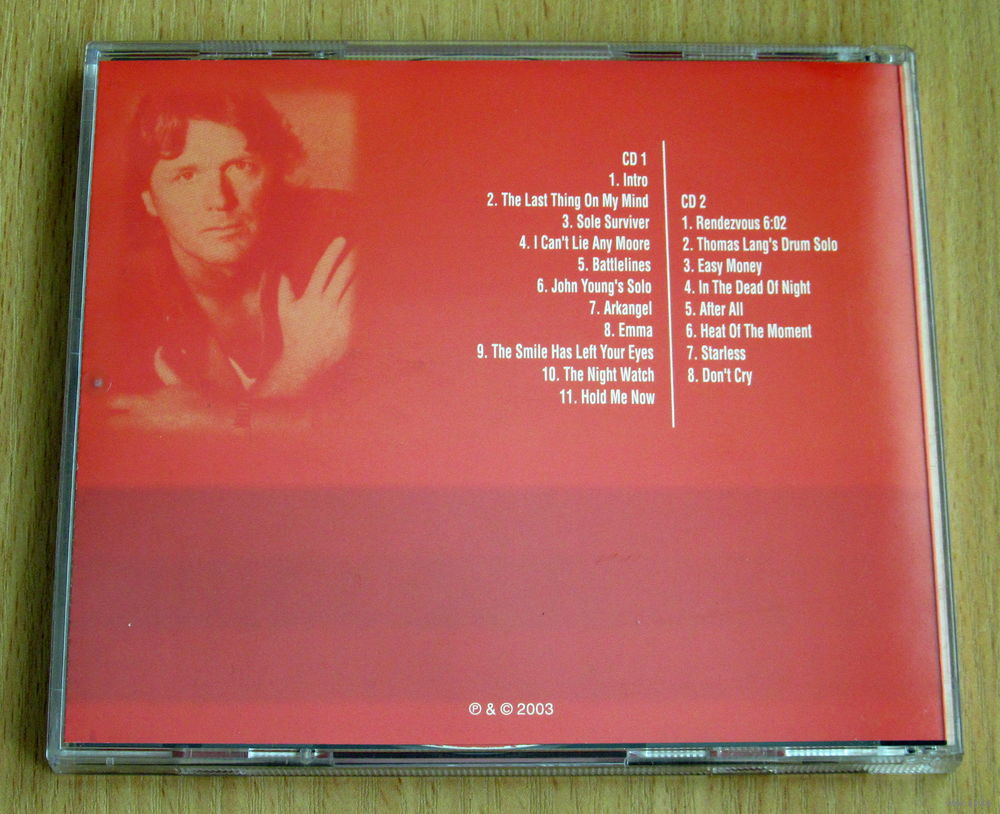 CD 1
1. Intro
2. The Last Thing On My Mind
3. Sole Surviver
4. I Can't Lie Any Moore
5. Battlelines
6. John Young's Solo
7. Arkangel
8. Emma
9. The Smile Has Left Your Eyes
10. The Night Watch
11. Hold Me Now
CD 2
1. Rendezvous 6:02
2. Thomas Lang's Drum Solo
3. Easy Money
4. In The Dead Of Night
5. After All
6. Heat Of The Moment
7. Starless
8. Don't Cry
℗ & © 2003